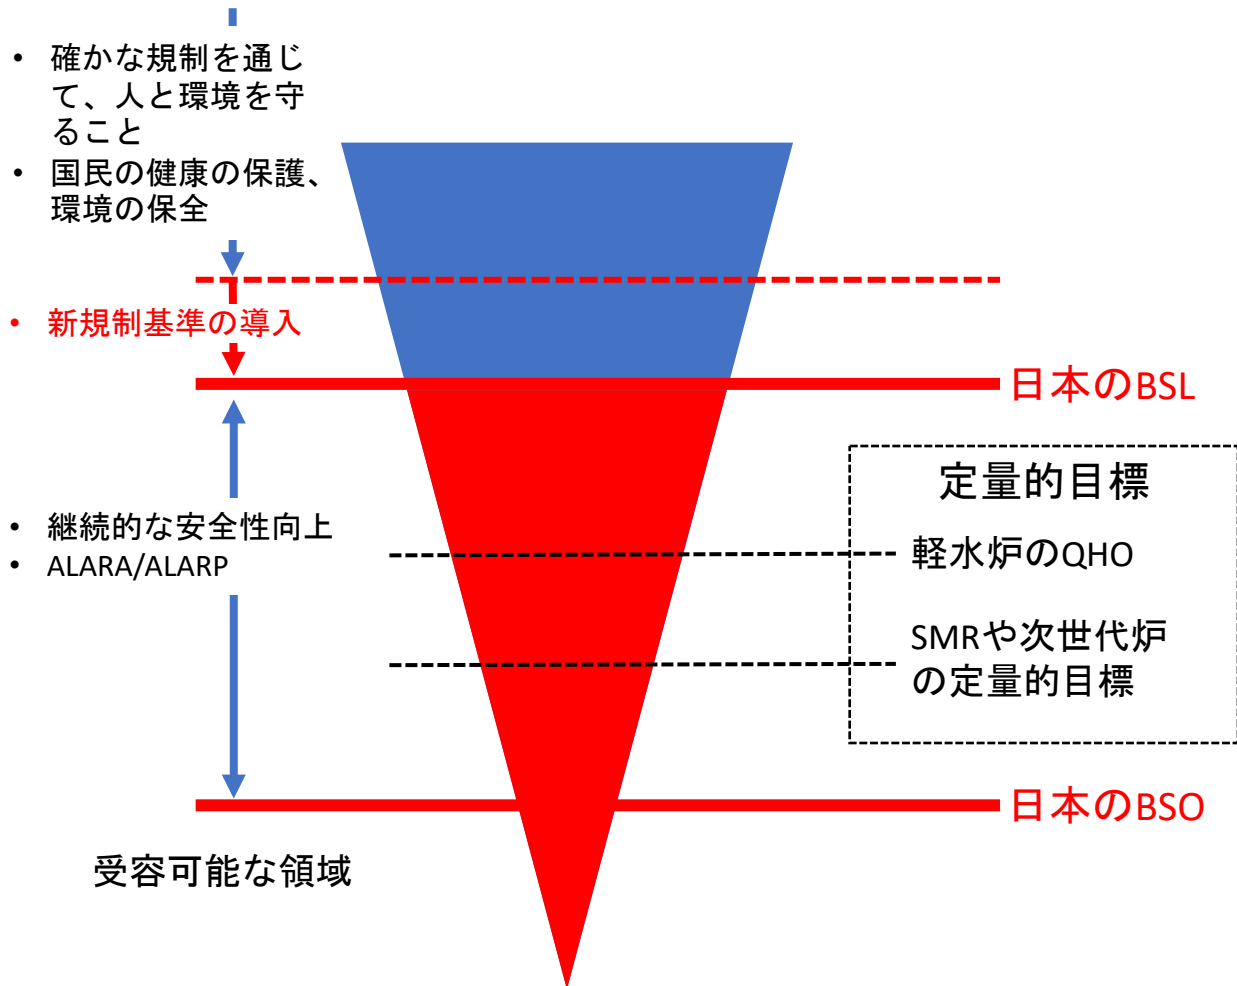 • 確かな規制を通じ
て、人と環境を守
ること
• 国民の健康の保護、
環境の保全
• 新規制基準の導入
日本のBSL
定量的目標
• 継続的な安全性向上
• ALARA/ALARP
軽水炉のQHO
SMRや次世代炉
の定量的目標
日本のBSO
受容可能な領域